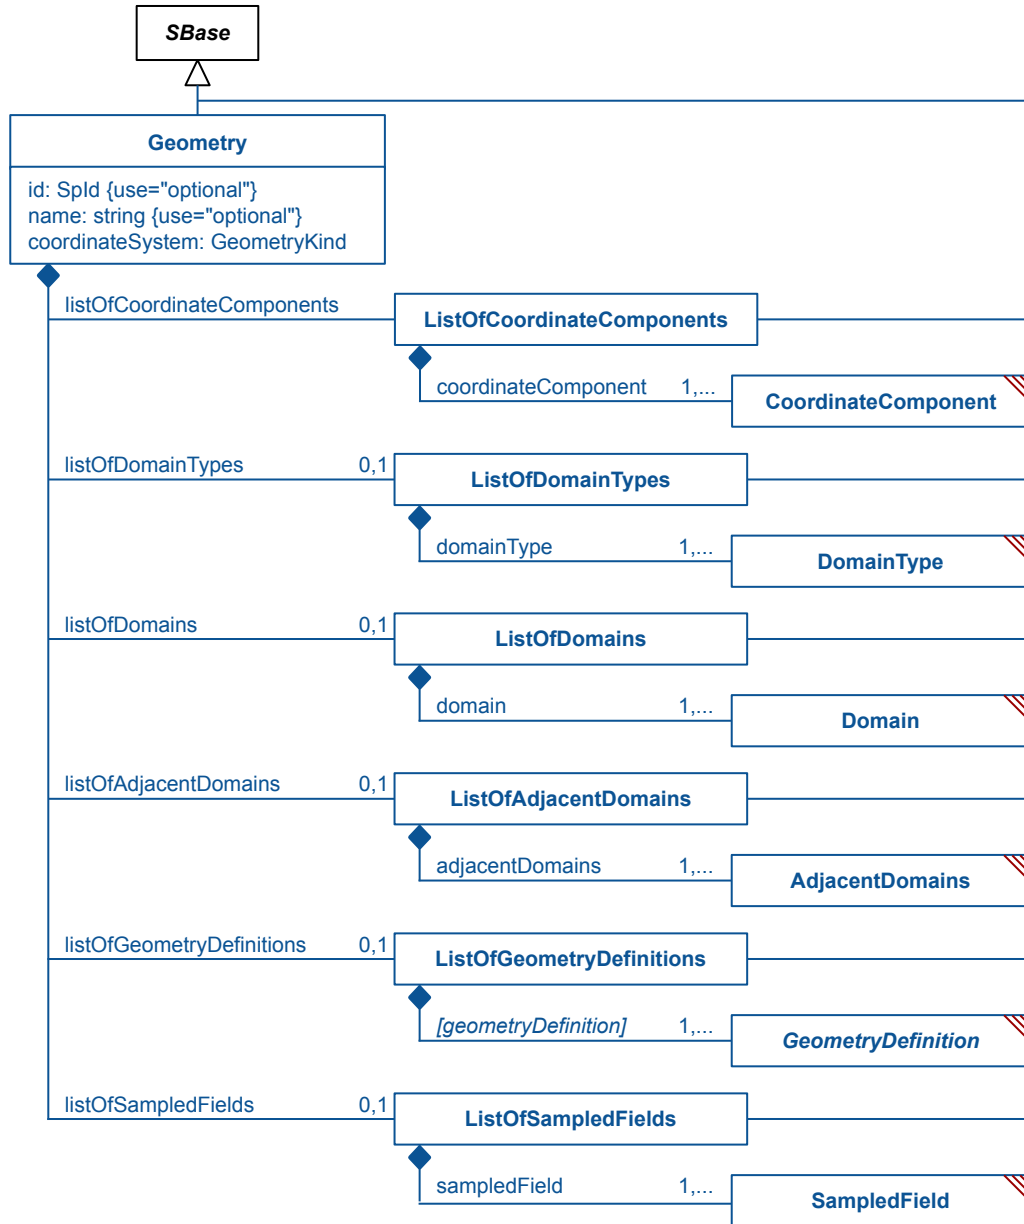 SBase
Geometry
id: SpId {use="optional"}
name: string {use="optional"}
coordinateSystem: GeometryKind
listOfCoordinateComponents
ListOfCoordinateComponents
coordinateComponent 1,...
CoordinateComponent
listOfDomainTypes 0,1
ListOfDomainTypes
domainType 1,...
DomainType
listOfDomains 0,1
ListOfDomains
domain 1,...
Domain
listOfAdjacentDomains 0,1
ListOfAdjacentDomains
adjacentDomains 1,...
AdjacentDomains
listOfGeometryDefinitions 0,1
ListOfGeometryDefinitions
[geometryDefinition] 1,...
GeometryDefinition
listOfSampledFields 0,1
ListOfSampledFields
sampledField 1,...
SampledField